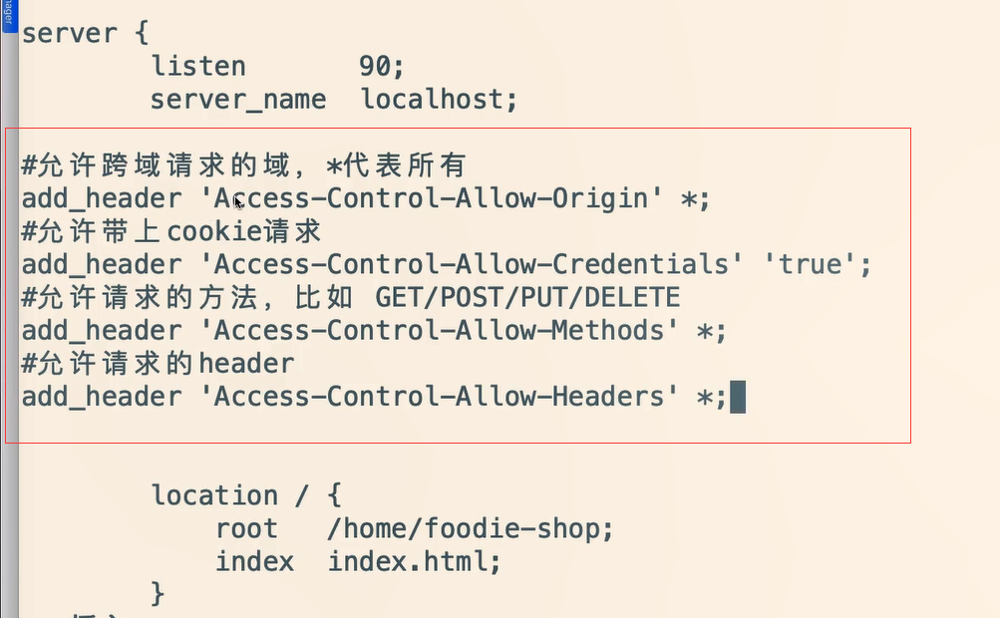 nager
server {
listen 90;
server_name localhost;
#允许跨域请求的域，*代表所有
add_header 'Access-Control-Allow-Origin' *;
#允许带上cookie请求
add_header 'Access-Control-Allow-Credentials' 'true';
#允许请求的方法，比如 GET/POST/PUT/DELETE
add_header 'Access-Control-Allow-Methods' *;
#允许请求的header
add_header 'Access-Control-Allow-Headers' *;
location / {
root /home/foodie-shop;
index index.html;
}